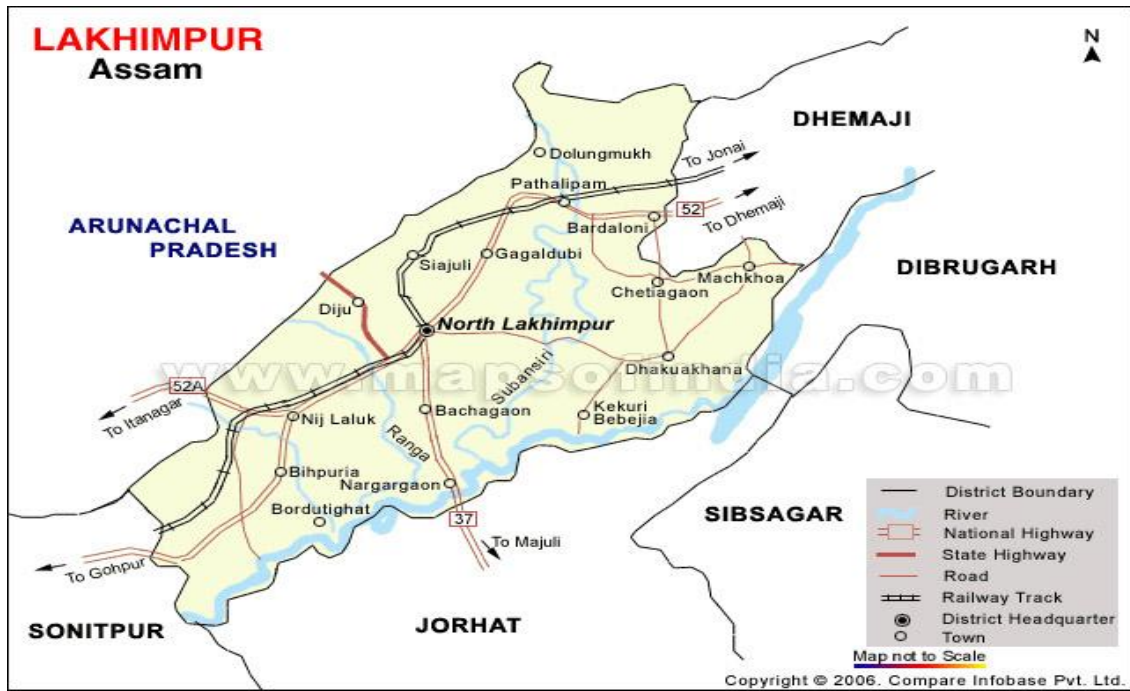 LAKHIMPUR
Assam
N
DHEMAJI
Dolungmukh
To Jonai
Pathalipam
52
To Dhemaji
Bardaloni
ARUNACHAL
PRADESH
Siajuli
Gagaldubi
Machkhoa
DIBRUGARH
Chetiagaon
Diju
North Lakhimpur
www.mapsofindia.com
Subansiri
Dhakuakhana
52A
To Itanagar
Nij Laluk
Bachagaon
Kekuri
Bebejia
Ranga
Bihpuria
Nargargaon
Bordutighat
37
To Majuli
To Gohpur
SIBSAGAR
SONITPUR
JORHAT
District Boundary
River
National Highway
State Highway
Road
Railway Track
District Headquarter
Town
Map not to Scale
Copyright © 2006. Compare Infobase Pvt. Ltd.